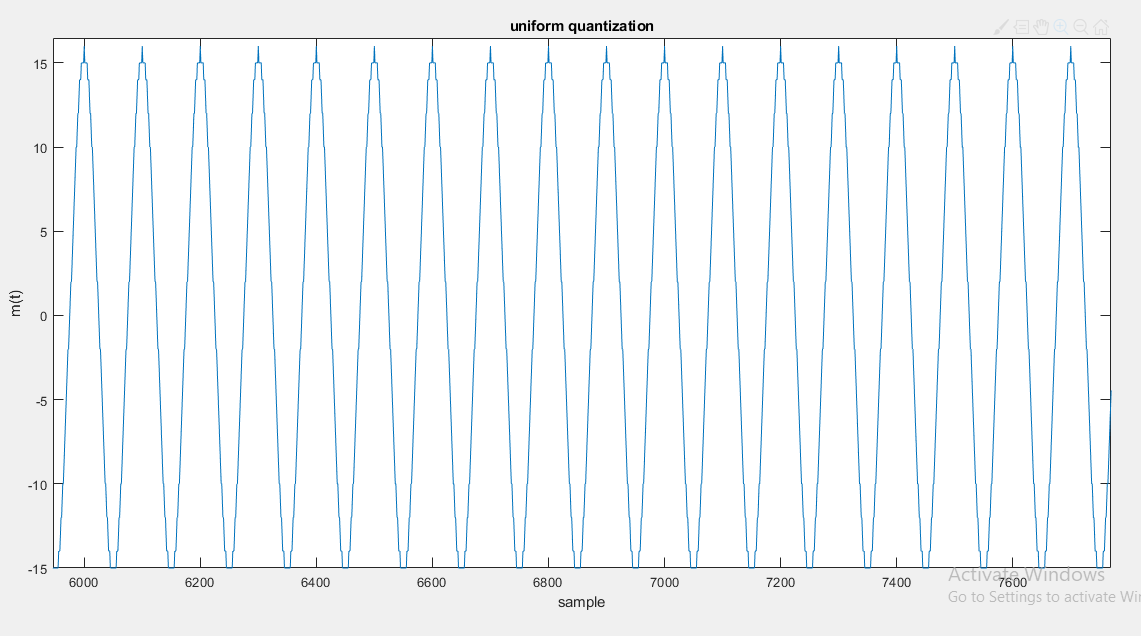 uniform quantization
15
10
5
0
-5
-10
-15
m(t)
6000 6200 6400 6600 6800 7000 7200 7400 7600
sample
Activate Windows
Go to Settings to activate Wi